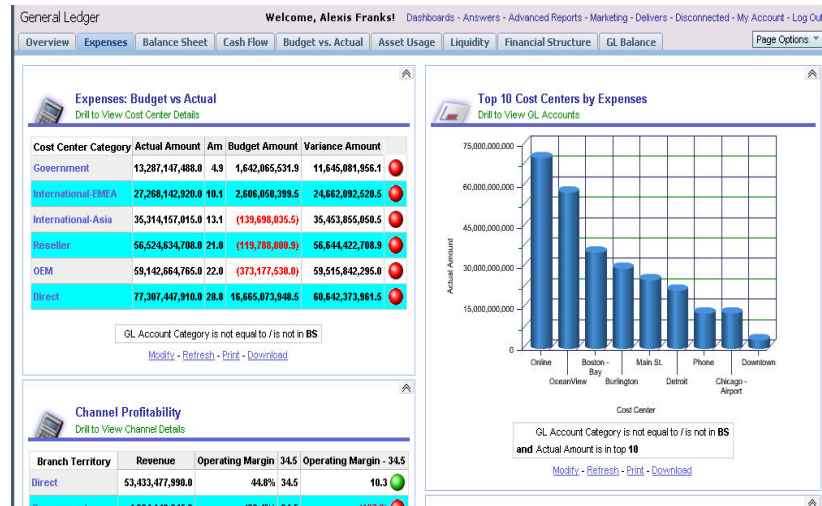 General Ledger
Welcome, Alexis Franks! Dashboards - Answers - Advanced Reports - Marketing - Delivers - Disconnected - My Account - Log Out
Overview Expenses Balance Sheet Cash Flow Budget vs. Actual Asset Usage Liquidity Financial Structure GL Balance Page Options
Expenses: Budget vs Actual
Drill to View Cost Center Details
Cost Center Category Actual Amount Am Budget Amount Variance Amount
Government 13,287,147,488.0 4.9 1,642,065,531.9 11,645,081,956.1
International-EMEA 27,268,142,920.0 10.1 2,606,050,399.5 24,662,092,520.5
International-Asia 35,314,157,015.0 13.1 (139,698,035.5) 35,453,855,050.5
Reseller 56,524,634,708.0 21.0 (119,788,000.9) 56,644,422,708.9
OEM 59,142,664,765.0 22.0 (373,177,530.0) 59,515,842,295.0
Direct 77,307,447,910.0 28.8 16,665,073,948.5 60,642,373,961.5
GL Account Category is not equal to / is not in BS
Modify - Refresh - Print - Download
Channel Profitability
Drill to View Channel Details
Branch Territory Revenue Operating Margin 34.5 Operating Margin - 34.5
Direct 53,433,477,990.0 44.8% 34.5 10.3
Top 10 Cost Centers by Expenses
Drill to View GL Accounts
75,000,000,000
60,000,000,000
45,000,000,000
30,000,000,000
15,000,000,000
0
Actual Amount
Online Boston - Bay Main St. Phone Downtown
OceanView Burlington Detroit Chicago - Airport
Cost Center
GL Account Category is not equal to / is not in BS
and Actual Amount is in top 10
Modify - Refresh - Print - Download